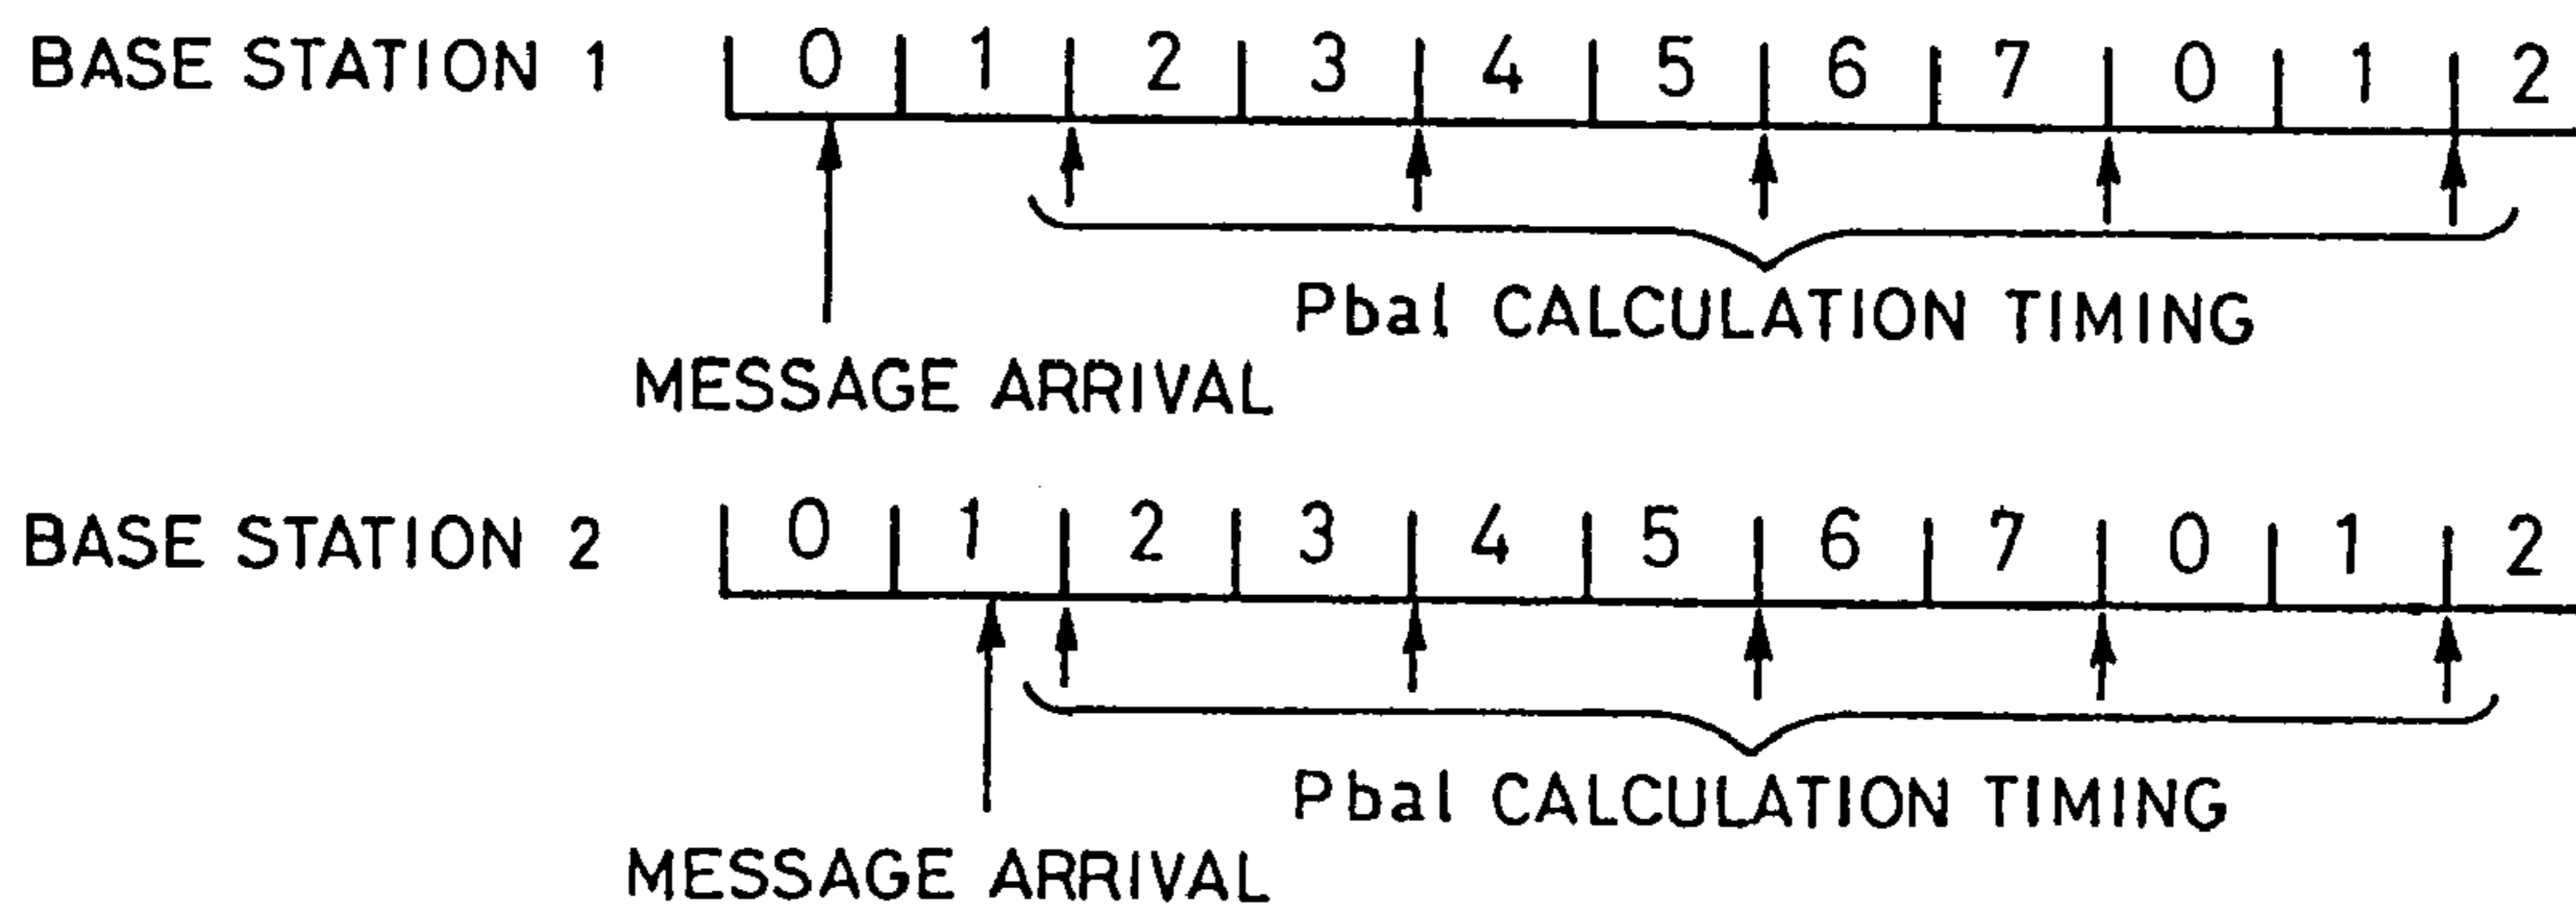 BASE STATION 1 0 1 2 3 4 5 6 7 0 1 2
Pbal CALCULATION TIMING
MESSAGE ARRIVAL
BASE STATION 2 0 1 2 3 4 5 6 7 0 1 2
Pbal CALCULATION TIMING
MESSAGE ARRIVAL